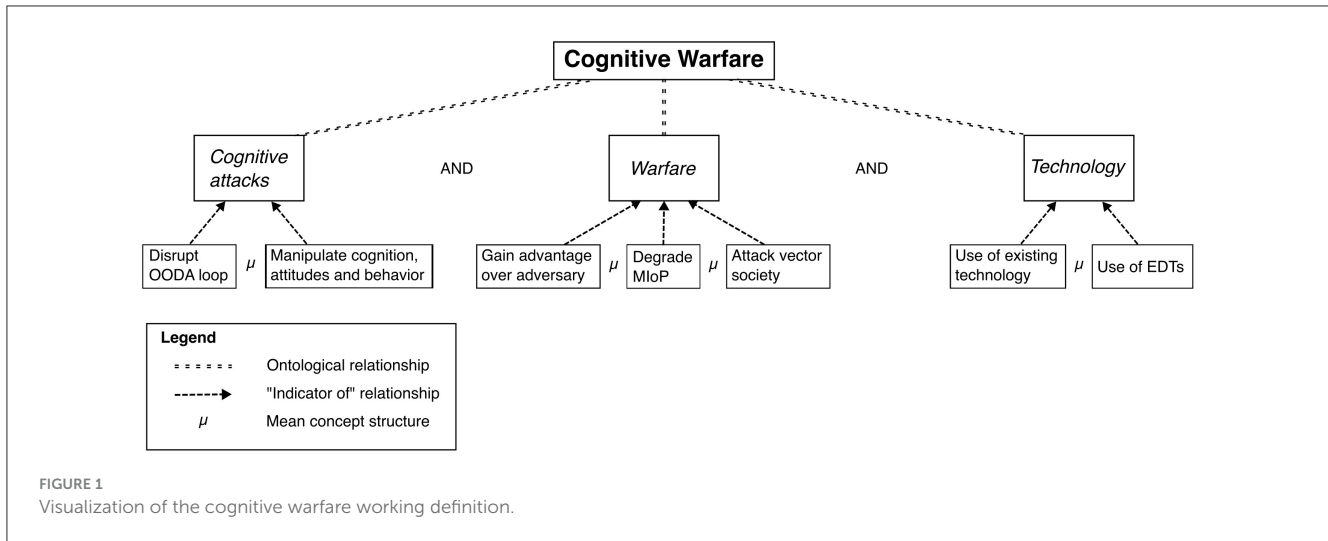 Cognitive Warfare
Cognitive
attacks
AND
Warfare
AND
Technology
Disrupt
OODA loop
μ
Manipulate cognition,
attitudes and behavior
Gain advantage
over adversary
μ
Degrade
MIoP
μ
Attack vector
society
Use of existing
technology
μ
Use of EDTs
Legend
Ontological relationship
"Indicator of" relationship
μ Mean concept structure
FIGURE 1
Visualization of the cognitive warfare working definition.